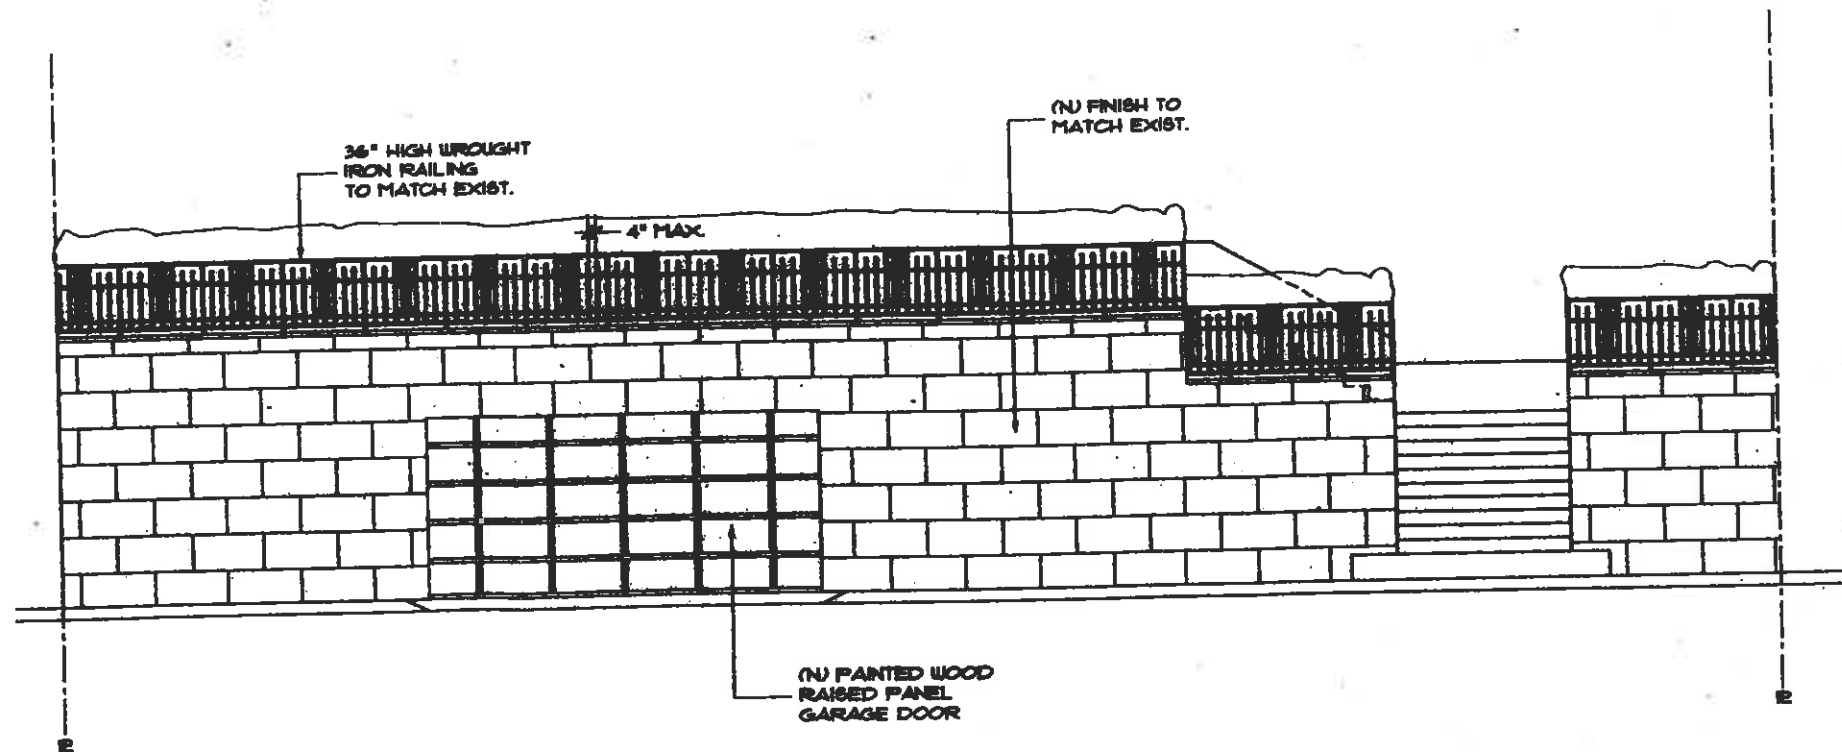 (N) FINISH TO
MATCH EXIST.
36" HIGH WROUGHT
IRON RAILING
TO MATCH EXIST.
4" MAX.
(N) PAINTED WOOD
RAISED PANEL
GARAGE DOOR